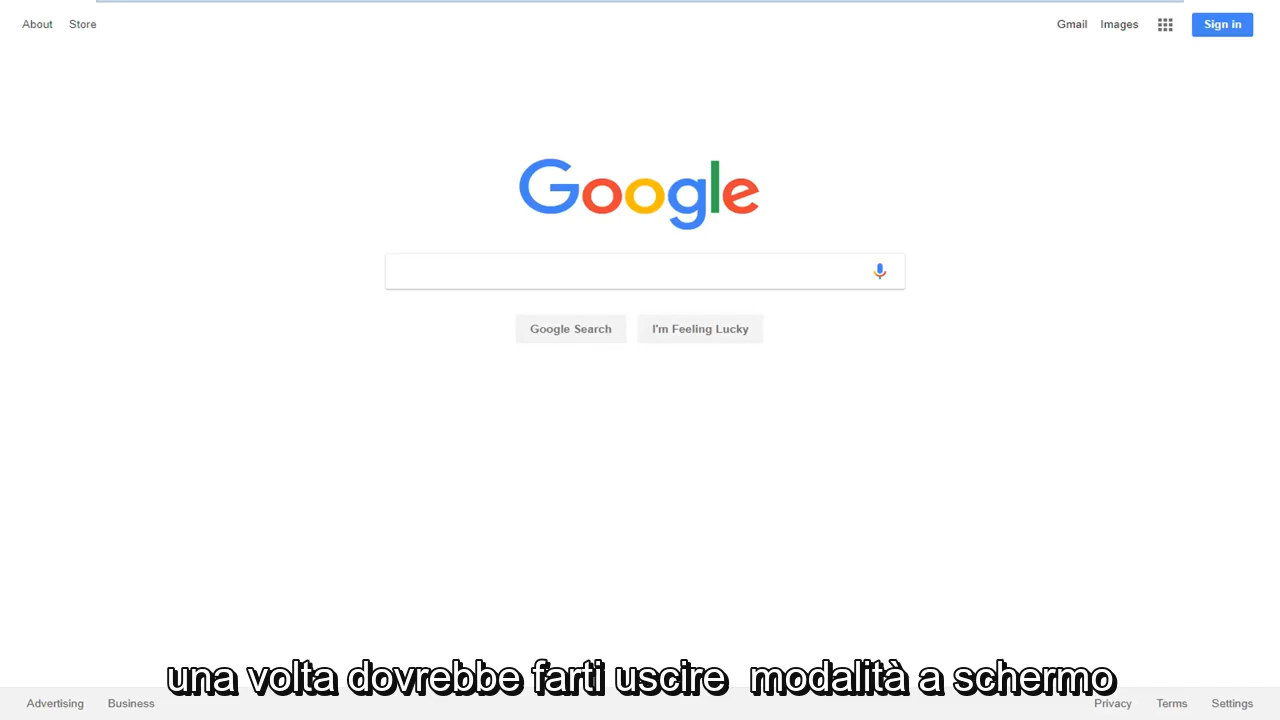 About Store Gmail Images Sign in
Google
Google Search I'm Feeling Lucky
una volta dovrebbe farti uscire modalità a schermo
Advertising Business Privacy Terms Settings